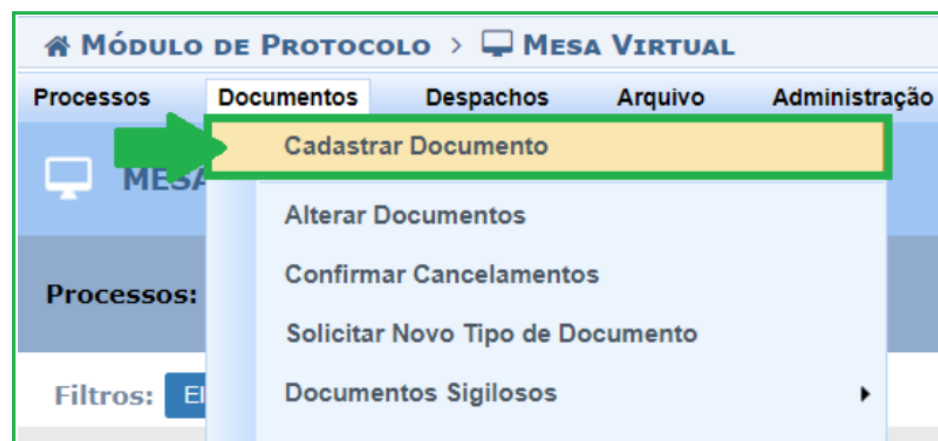 Módulo de Protocolo > Mesa Virtual
Processos Documentos Despachos Arquivo Administração
Cadastrar Documento
Alterar Documentos
Confirmar Cancelamentos
Processos:
Solicitar Novo Tipo de Documento
Filtros:
Documentos Sigilosos